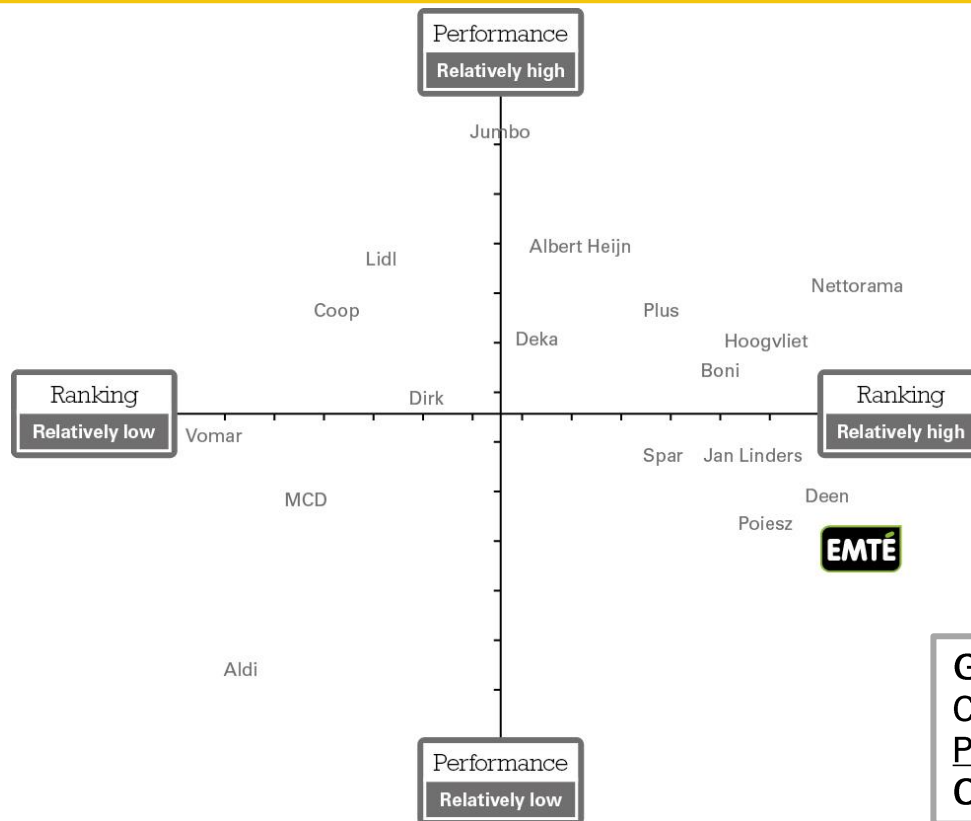 Performance
Relatively high
Jumbo
Albert Heijn
Lidl
Nettorama
Coop
Plus
Deka
Hoogvliet
Boni
Ranking
Relatively low
Dirk
Ranking
Relatively high
Vomar
Spar
Jan Linders
MCD
Deen
Poiesz
EMTÉ
Aldi
Performance
Relatively low